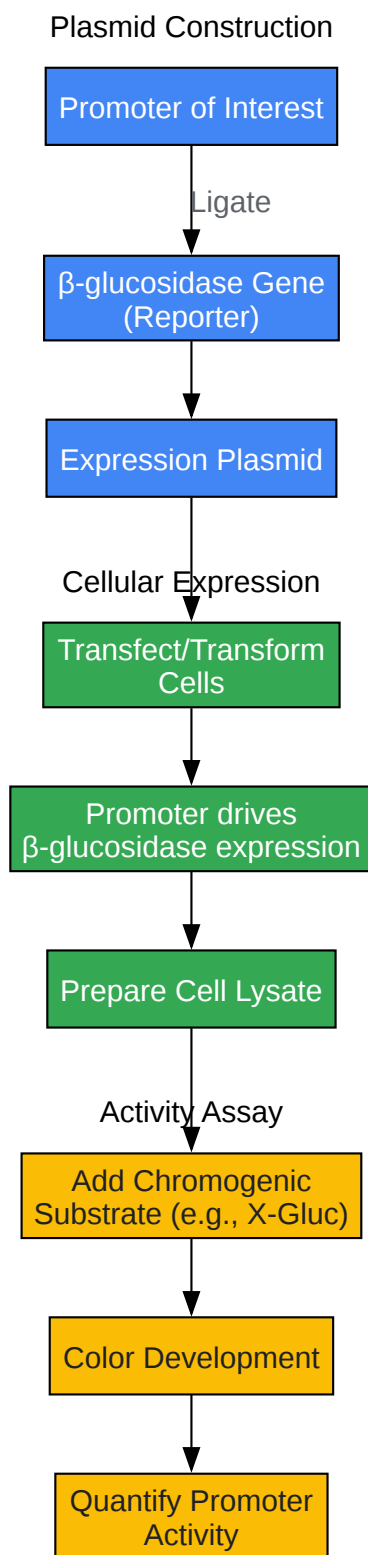 Plasmid Construction
Promoter of Interest
Ligate
β-glucosidase Gene
(Reporter)
Expression Plasmid
Cellular Expression
Transfect/Transform
Cells
Promoter drives
β-glucosidase expression
Prepare Cell Lysate
Activity Assay
Add Chromogenic
Substrate (e.g., X-Gluc)
Color Development
Quantify Promoter
Activity